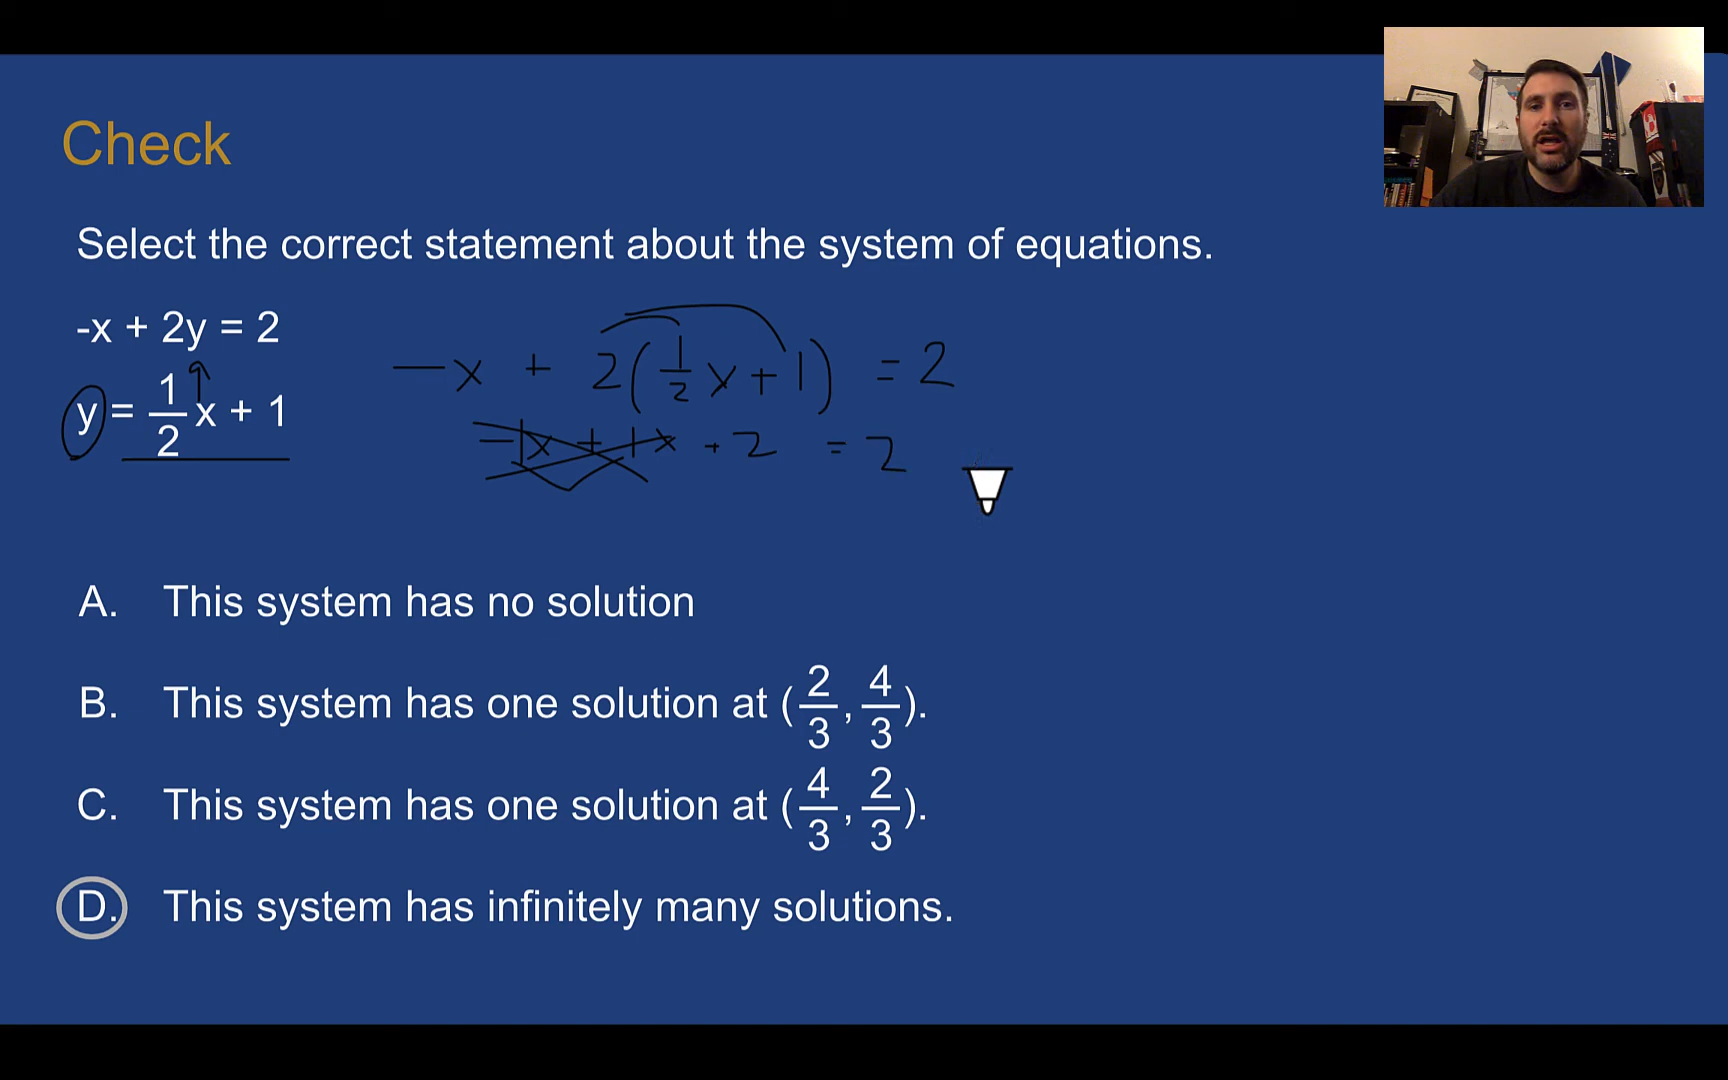 Check
Select the correct statement about the system of equations.
-x + 2y = 2
y = 1/2 x + 1
-x + 2(1/2 x + 1) = 2
-1x + 1x + 2 = 2
A. This system has no solution
B. This system has one solution at (2/3, 4/3).
C. This system has one solution at (4/3, 2/3).
D. This system has infinitely many solutions.